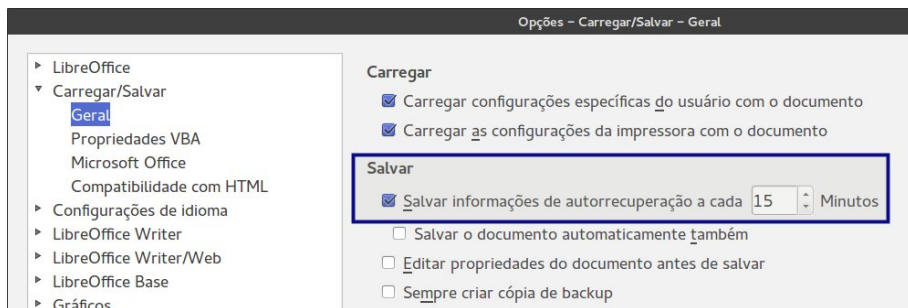 Opções – Carregar/Salvar – Geral
LibreOffice
Carregar/Salvar
Geral
Propriedades VBA
Microsoft Office
Compatibilidade com HTML
Configurações de idioma
LibreOffice Writer
LibreOffice Writer/Web
LibreOffice Base
Gráficos
Carregar
Carregar configurações específicas do usuário com o documento
Carregar as configurações da impressora com o documento
Salvar
Salvar informações de autorrecuperação a cada 15 Minutos
Salvar o documento automaticamente também
Editar propriedades do documento antes de salvar
Sempre criar cópia de backup